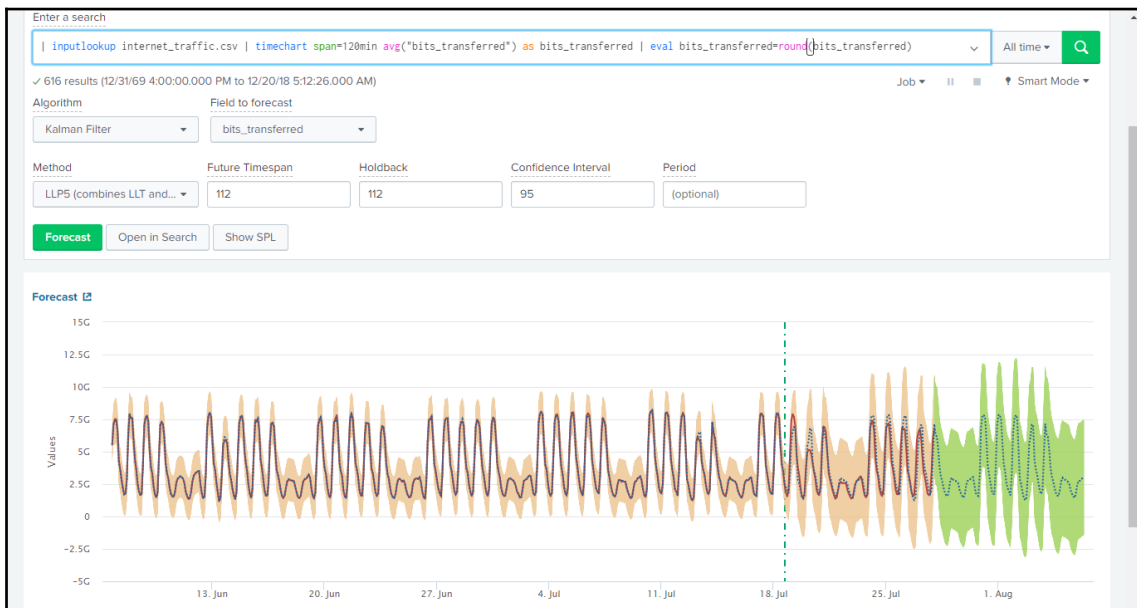 Enter a search
| inputlookup internet_traffic.csv | timechart span=120min avg("bits_transferred") as bits_transferred | eval bits_transferred=round(bits_transferred)
All time
✓ 616 results (12/31/69 4:00:00.000 PM to 12/20/18 5:12:26.000 AM)
Job
Smart Mode
Algorithm
Field to forecast
Kalman Filter
bits_transferred
Method
Future Timespan
Holdback
Confidence Interval
Period
LLP5 (combines LLT and...
112
112
95
(optional)
Forecast
Open in Search
Show SPL
Forecast
15G
12.5G
10G
7.5G
5G
2.5G
0
−2.5G
−5G
Values
13. Jun
20. Jun
27. Jun
4. Jul
11. Jul
18. Jul
25. Jul
1. Aug